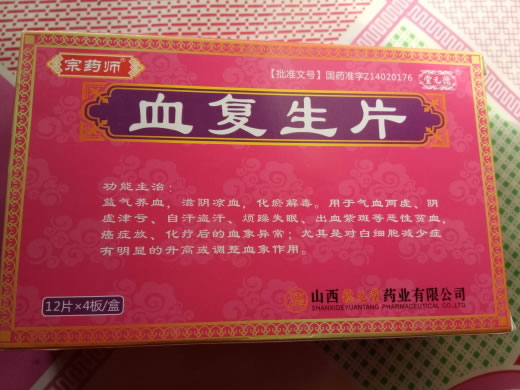 宗药师
【批准文号】国药准字Z14020176
血复生片
功能主治：
益气养血，滋阴凉血，化瘀解毒。用于气血两虚、阴
虚津亏、自汗盗汗、烦躁失眠、出血紫斑等恶性贫血，
癌症放、化疗后的血象异常；尤其是对白细胞减少症
有明显的升高或调整血象作用。
12片×4板/盒
山西 药业有限公司
SHANXIDEYUANTANG PHARMACEUTICAL CO.,LTD